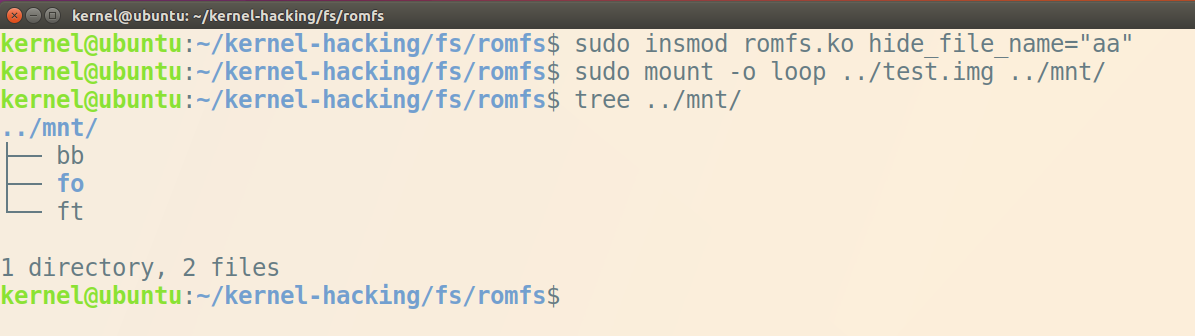 kernel@ubuntu: ~/kernel-hacking/fs/romfs
kernel@ubuntu:~/kernel-hacking/fs/romfs$ sudo insmod romfs.ko hide_file_name="aa"
kernel@ubuntu:~/kernel-hacking/fs/romfs$ sudo mount -o loop ../test.img ../mnt/
kernel@ubuntu:~/kernel-hacking/fs/romfs$ tree ../mnt/
../mnt/
├── bb
├── fo
└── ft
1 directory, 2 files
kernel@ubuntu:~/kernel-hacking/fs/romfs$